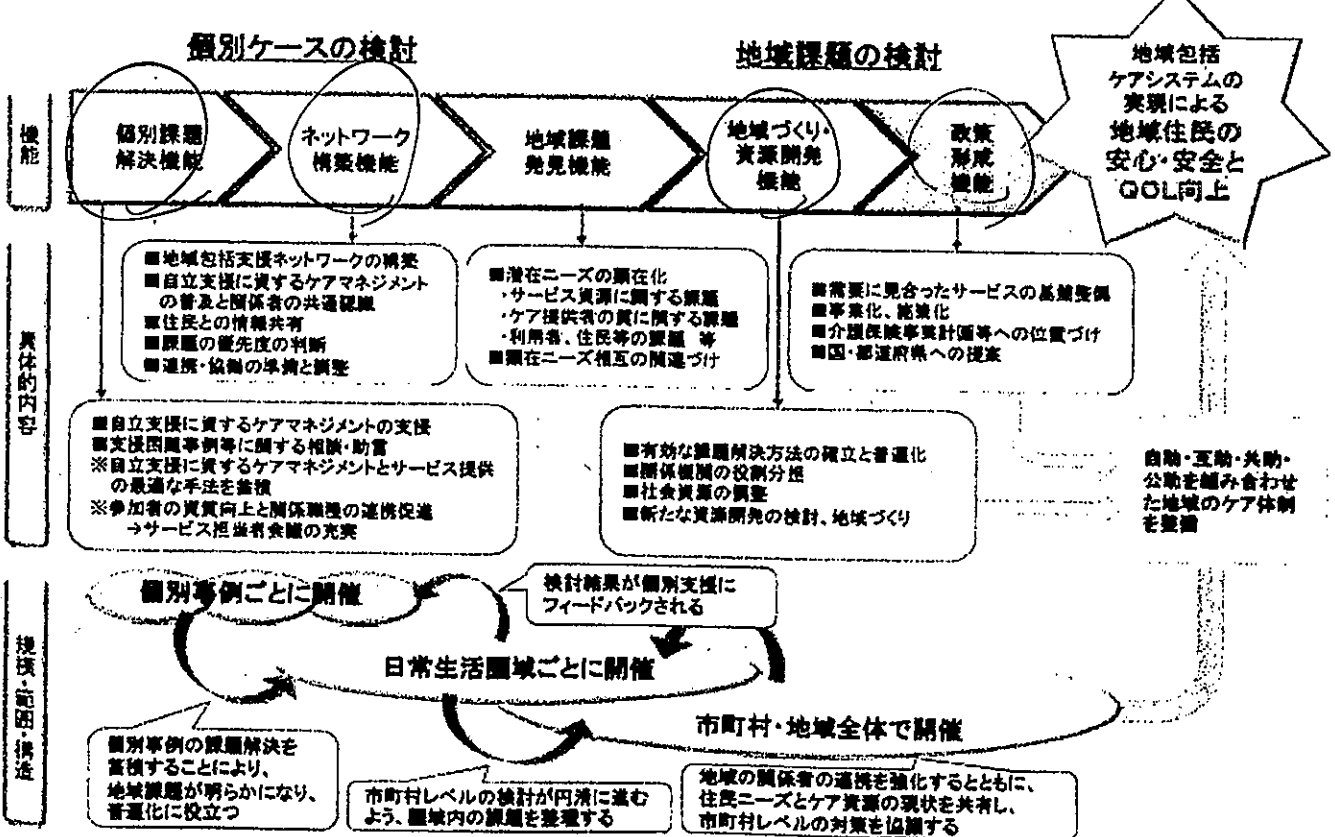 個別ケースの検討
地域課題の検討
地域包括
ケアシステムの
実現による
地域住民の
安心・安全と
QOL向上
機能
個別課題
解決機能
ネットワーク
構築機能
地域課題
発見機能
地域づくり・
資源開発
機能
政策
形成
機能
具体的内容
■地域包括支援ネットワークの構築
■自立支援に資するケアマネジメント
の普及と関係者の共通認識
■住民との情報共有
■課題の優先度の判断
■連携・協働の準備と調整
■潜在ニーズの顕在化
・サービス資源に関する課題
・ケア提供者の質に関する課題
・利用者、住民等の課題 等
■顕在ニーズ相互の関連づけ
■需要に見合ったサービスの基盤整備
■事業化、施策化
■介護保険事業計画等への位置づけ
■国・都道府県への提案
■自立支援に資するケアマネジメントの支援
■支援困難事例等に関する相談・助言
※自立支援に資するケアマネジメントとサービス提供
の最適な手法を蓄積
※参加者の資質向上と関係職種の連携促進
→サービス担当者会議の充実
■有効な課題解決方法の確立と普遍化
■関係機関の役割分担
■社会資源の調整
■新たな資源開発の検討、地域づくり
自助・互助・共助・
公助を組み合わせ
た地域のケア体制
を整備
規模・範囲・構造
個別事例ごとに開催
検討結果が個別支援に
フィードバックされる
日常生活圏域ごとに開催
市町村・地域全体で開催
個別事例の課題解決を
蓄積することにより、
地域課題が明らかになり、
普遍化に役立つ
市町村レベルの検討が円滑に進む
よう、圏域内の課題を整理する
地域の関係者の連携を強化するとともに、
住民ニーズとケア資源の現状を共有し、
市町村レベルの対策を協議する